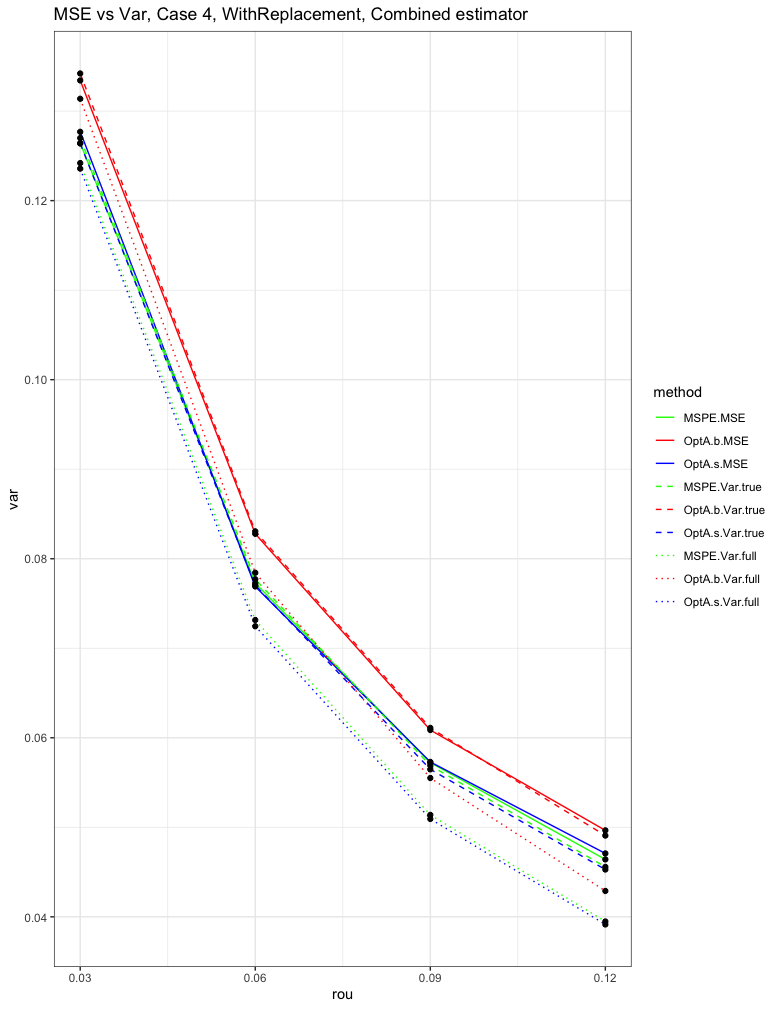 MSE vs Var, Case 4, WithReplacement, Combined estimator
0.12
0.10
0.08
0.06
0.04
var
0.03
0.06
0.09
0.12
rou
method
MSPE.MSE
OptA.b.MSE
OptA.s.MSE
MSPE.Var.true
OptA.b.Var.true
OptA.s.Var.true
MSPE.Var.full
OptA.b.Var.full
OptA.s.Var.full